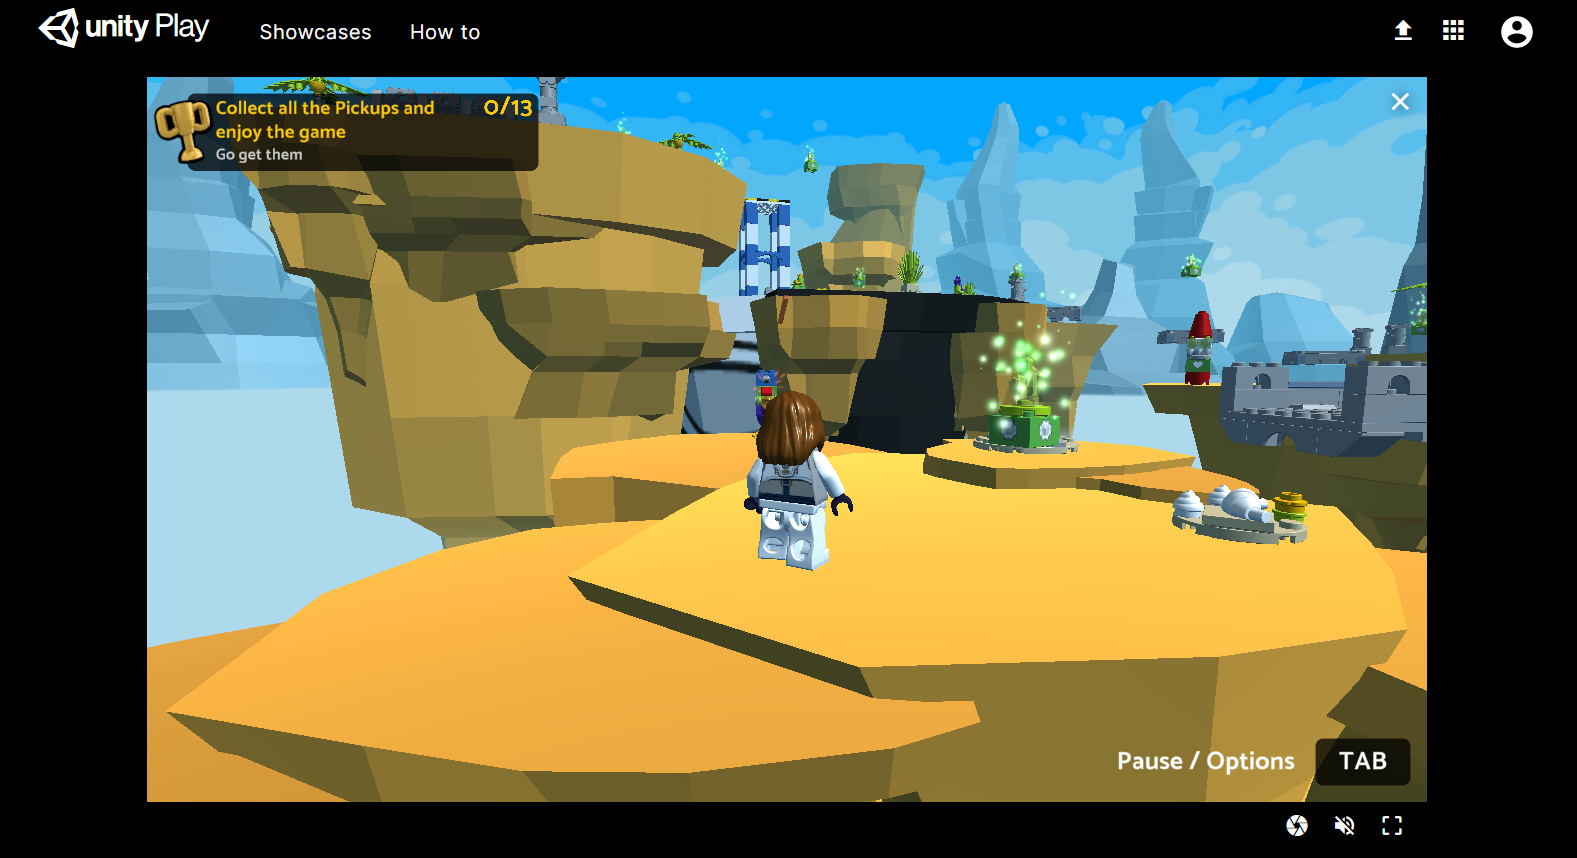 unity Play
Showcases
How to
Collect all the Pickups and
enjoy the game
0/13
Go get them
Pause / Options
TAB